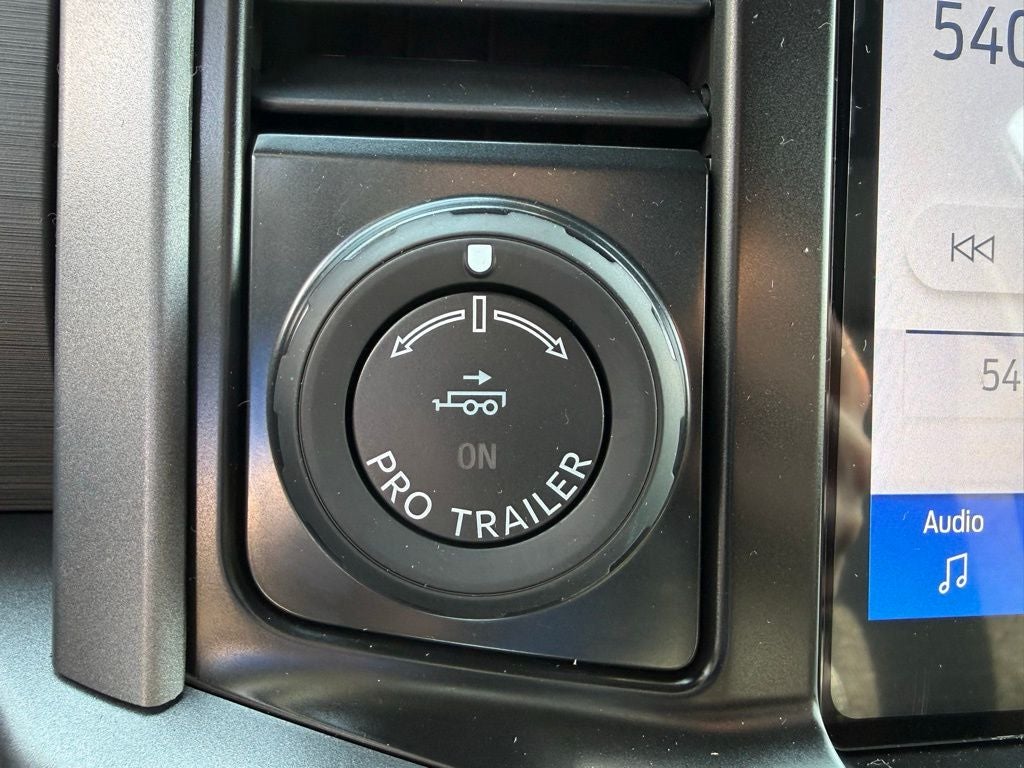 ON
PRO TRAILER
540
54
Audio